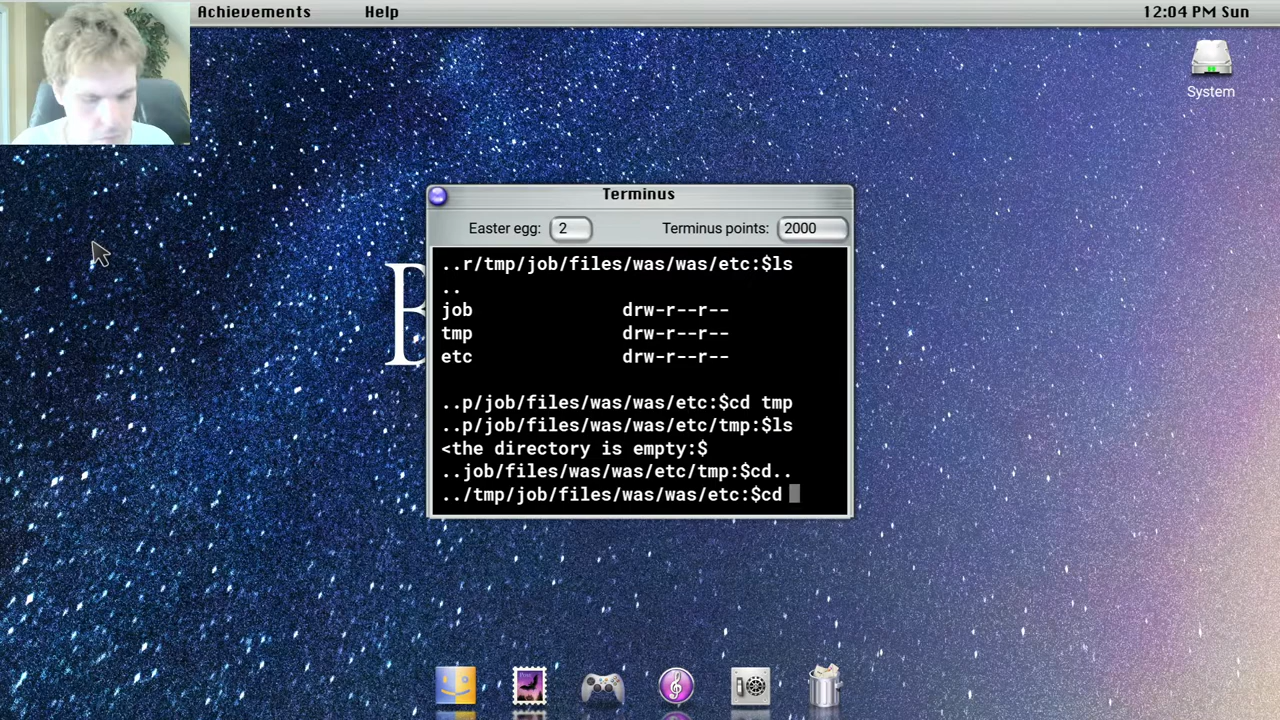 Achievements Help 12:04 PM Sun
System
Terminus
Easter egg: 2 Terminus points: 2000
..r/tmp/job/files/was/was/etc:$ls
..
job drw-r--r--
tmp drw-r--r--
etc drw-r--r--
..p/job/files/was/was/etc:$cd tmp
..p/job/files/was/was/etc/tmp:$ls
<the directory is empty:$
..job/files/was/was/etc/tmp:$cd..
../tmp/job/files/was/was/etc:$cd